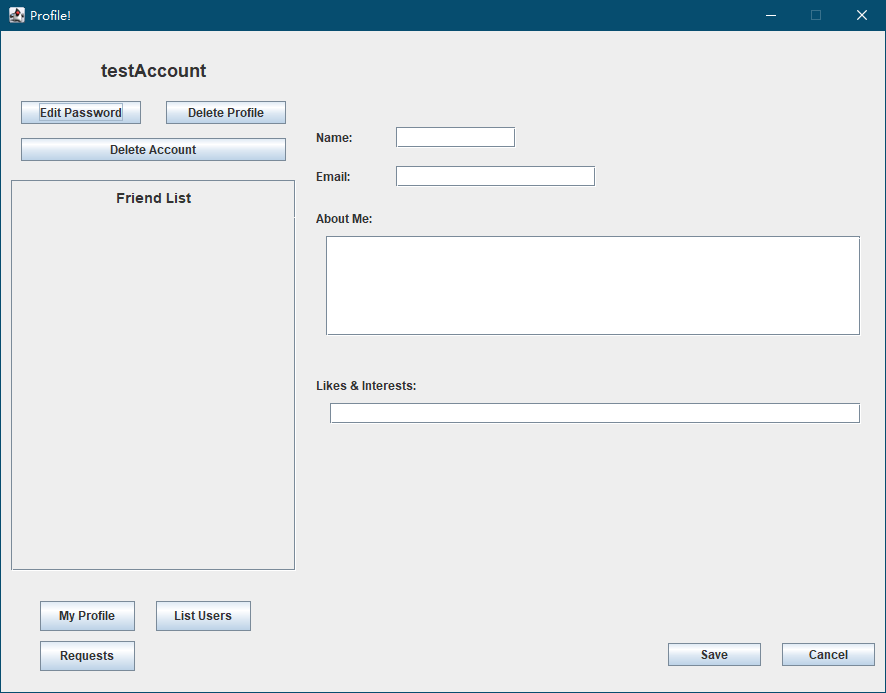 Profile!
testAccount
Edit Password Delete Profile
Delete Account
Friend List
Name:
Email:
About Me:
Likes & Interests:
My Profile List Users
Requests
Save Cancel